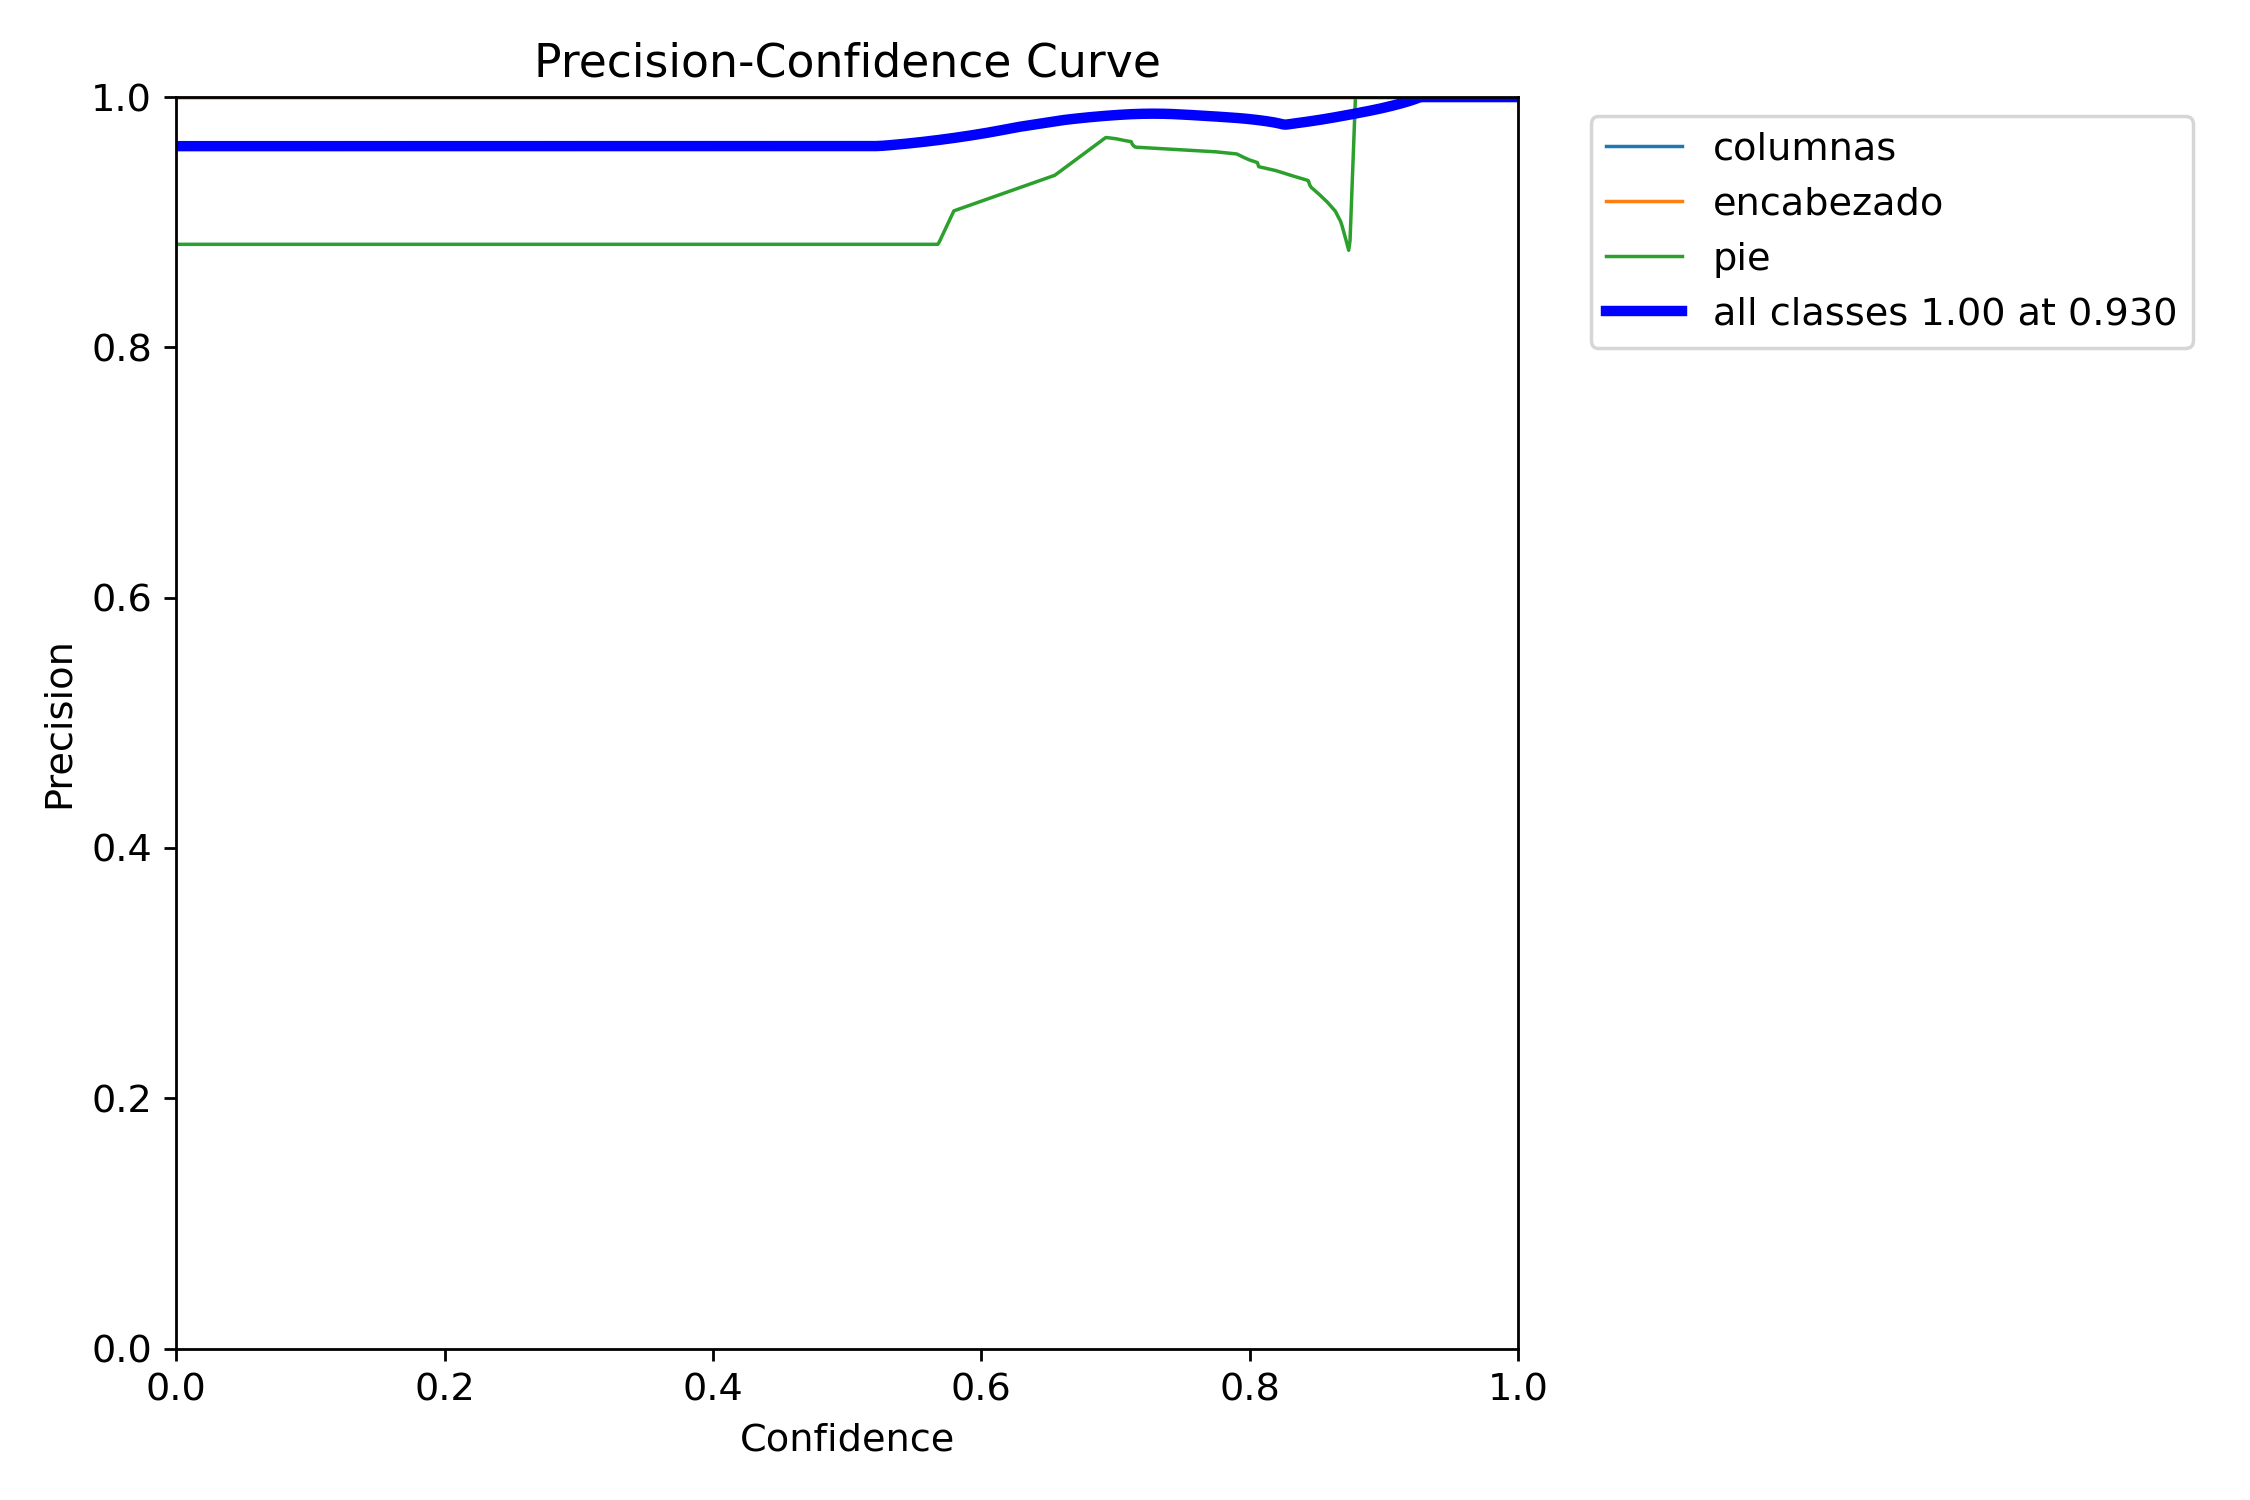 Precision-Confidence Curve
1.0
0.8
0.6
0.4
0.2
0.0
Precision
0.0 0.2 0.4 0.6 0.8 1.0
Confidence
columnas
encabezado
pie
all classes 1.00 at 0.930